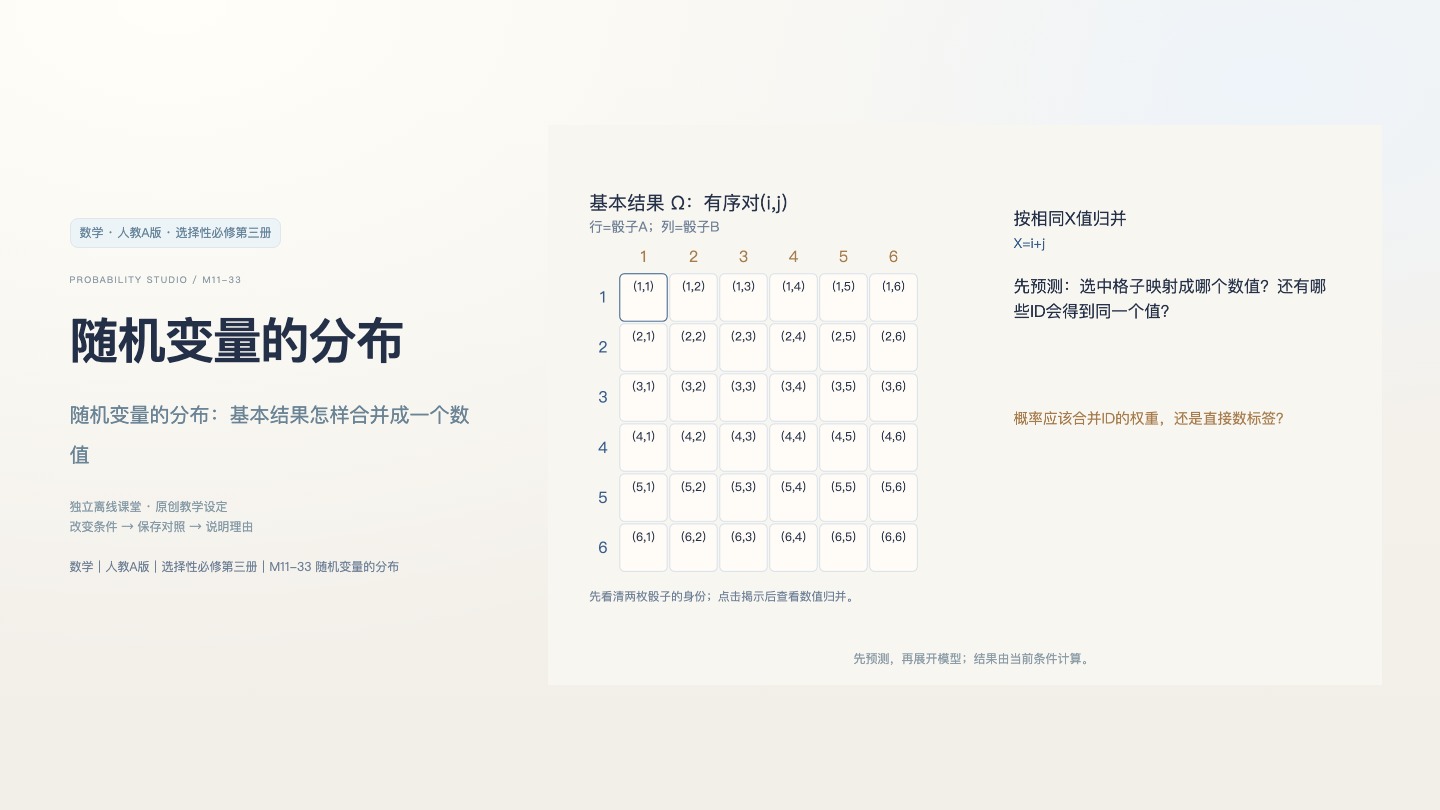 数学 · 人教A版 · 选择性必修第三册
PROBABILITY STUDIO / M11–33
随机变量的分布
随机变量的分布：基本结果怎样合并成一个数
值
独立离线课堂 · 原创教学设定
改变条件 → 保存对照 → 说明理由
数学｜人教A版｜选择性必修第三册｜M11–33 随机变量的分布
基本结果 Ω：有序对(i,j)
行=骰子A；列=骰子B
1 2 3 4 5 6
1 (1,1) (1,2) (1,3) (1,4) (1,5) (1,6)
2 (2,1) (2,2) (2,3) (2,4) (2,5) (2,6)
3 (3,1) (3,2) (3,3) (3,4) (3,5) (3,6)
4 (4,1) (4,2) (4,3) (4,4) (4,5) (4,6)
5 (5,1) (5,2) (5,3) (5,4) (5,5) (5,6)
6 (6,1) (6,2) (6,3) (6,4) (6,5) (6,6)
先看清两枚骰子的身份；点击揭示后查看数值归并。
按相同X值归并
X=i+j
先预测：选中格子映射成哪个数值？还有哪
些ID会得到同一个值？
概率应该合并ID的权重，还是直接数标签？
先预测，再展开模型；结果由当前条件计算。